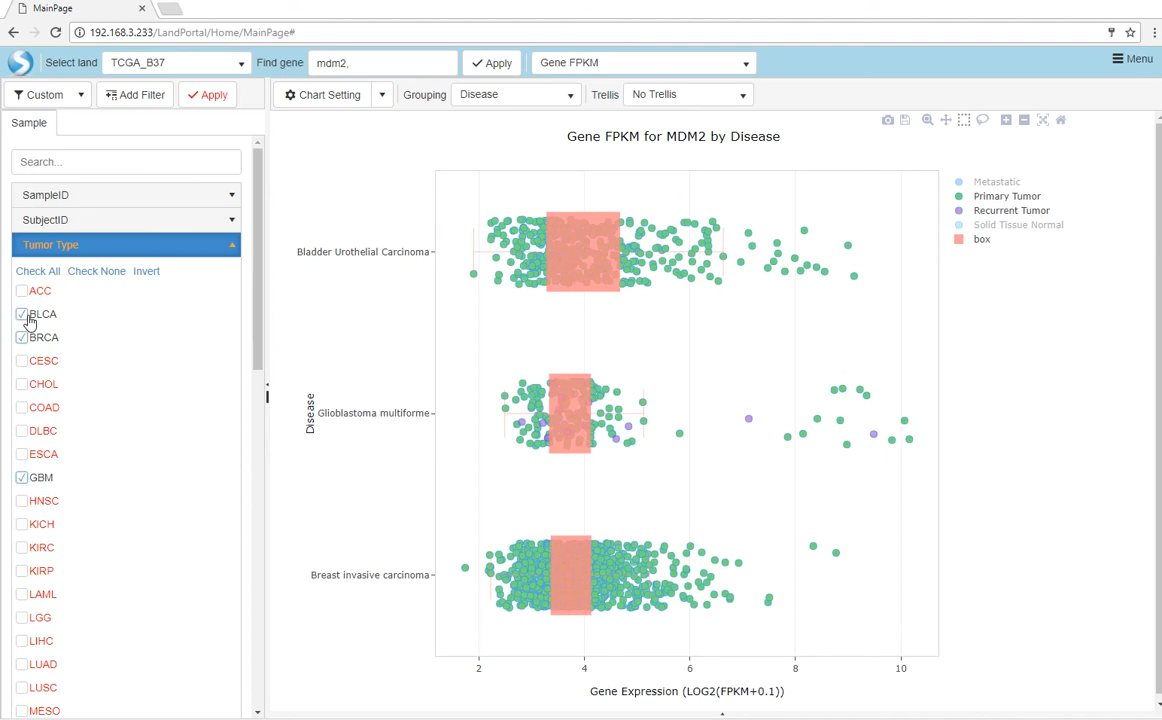 MainPage
192.168.3.233/LandPortal/MainPage#
Select land TCGA_B37 Find gene mdm2, Apply Gene FPKM Menu
Custom Add Filter Apply Chart Setting Grouping Disease Trellis No Trellis
Sample
Search...
SampleID
SubjectID
Tumor Type
Check All Check None Invert
ACC
BLCA
BRCA
CESC
CHOL
COAD
DLBC
ESCA
GBM
HNSC
KICH
KIRC
KIRP
LAML
LGG
LIHC
LUAD
LUSC
MESO
Gene FPKM for MDM2 by Disease
Metastatic
Primary Tumor
Recurrent Tumor
Solid Tissue Normal
box
Bladder Urothelial Carcinoma
Glioblastoma multiforme
Breast invasive carcinoma
Disease
2 4 6 8 10
Gene Expression (LOG2(FPKM+0.1))